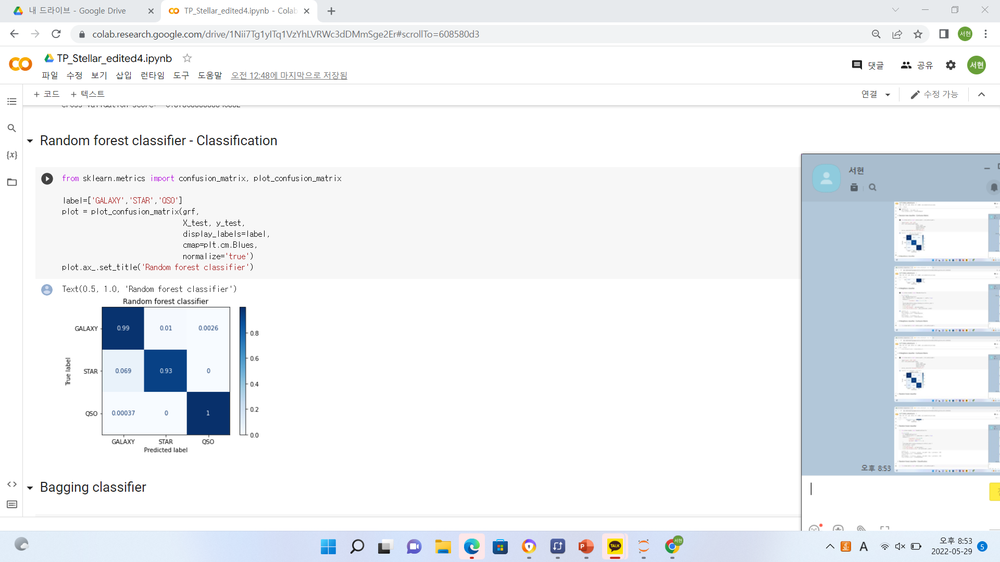 내 드라이브 - Google Drive
TP_Stellar_edited4.ipynb - Colab
colab.research.google.com/drive/1Nii7Tg1yITq1VzYhLVRWc3dDMmSge2Er#scrollTo=608580d3
서현
TP_Stellar_edited4.ipynb
댓글
공유
서현
파일 수정 보기 삽입 런타임 도구 도움말 오전 12:48에 마지막으로 저장됨
+ 코드 + 텍스트
연결
수정 가능
Random forest classifier - Classification
from sklearn.metrics import confusion_matrix, plot_confusion_matrix
label=['GALAXY','STAR','QSO']
plot = plot_confusion_matrix(grf,
X_test, y_test,
display_labels=label,
cmap=plt.cm.Blues,
normalize='true')
plot.ax_.set_title('Random forest classifier')
Text(0.5, 1.0, 'Random forest classifier')
Random forest classifier
GALAXY 0.99 0.01 0.0026
STAR 0.069 0.93 0
QSO 0.00037 0 1
True label
GALAXY STAR QSO
Predicted label
0.8
0.6
0.4
0.2
0.0
Bagging classifier
서현
오후 8:53
TALK
서현
A
오후 8:53
2022-05-29
5